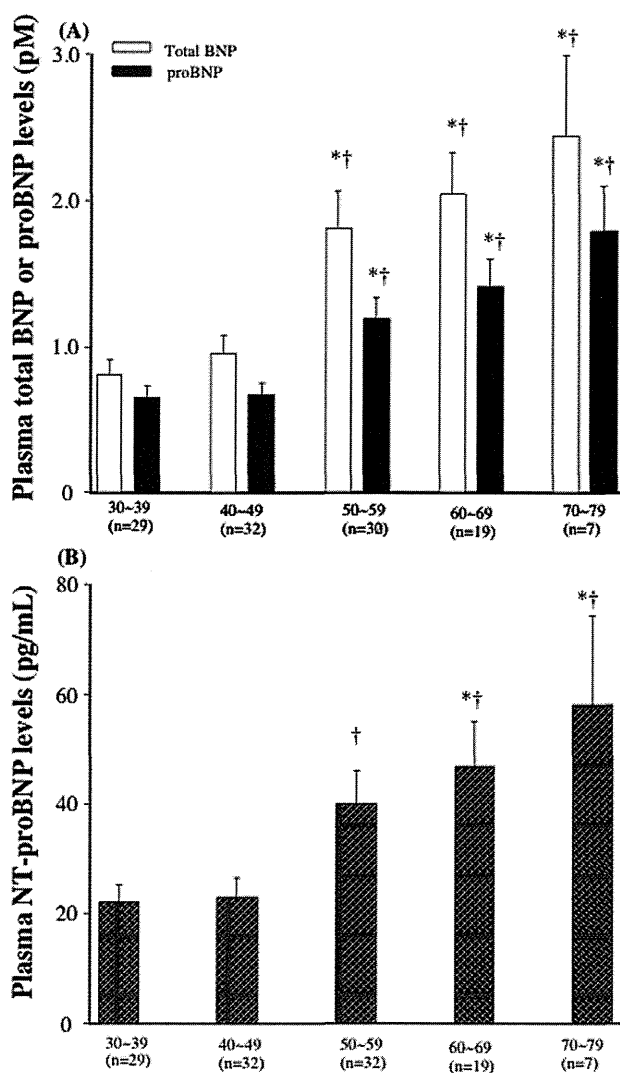 (A)
Total BNP
proBNP
Plasma total BNP or proBNP levels (pM)
3.0
2.0
1.0
0
*†
*†
*†
*†
*†
*†
30~39 40~49 50~59 60~69 70~79
(n=29) (n=32) (n=30) (n=19) (n=7)
(B)
Plasma NT-proBNP levels (pg/mL)
80
60
40
20
0
†
*†
*†
30~39 40~49 50~59 60~69 70~79
(n=29) (n=32) (n=32) (n=19) (n=7)